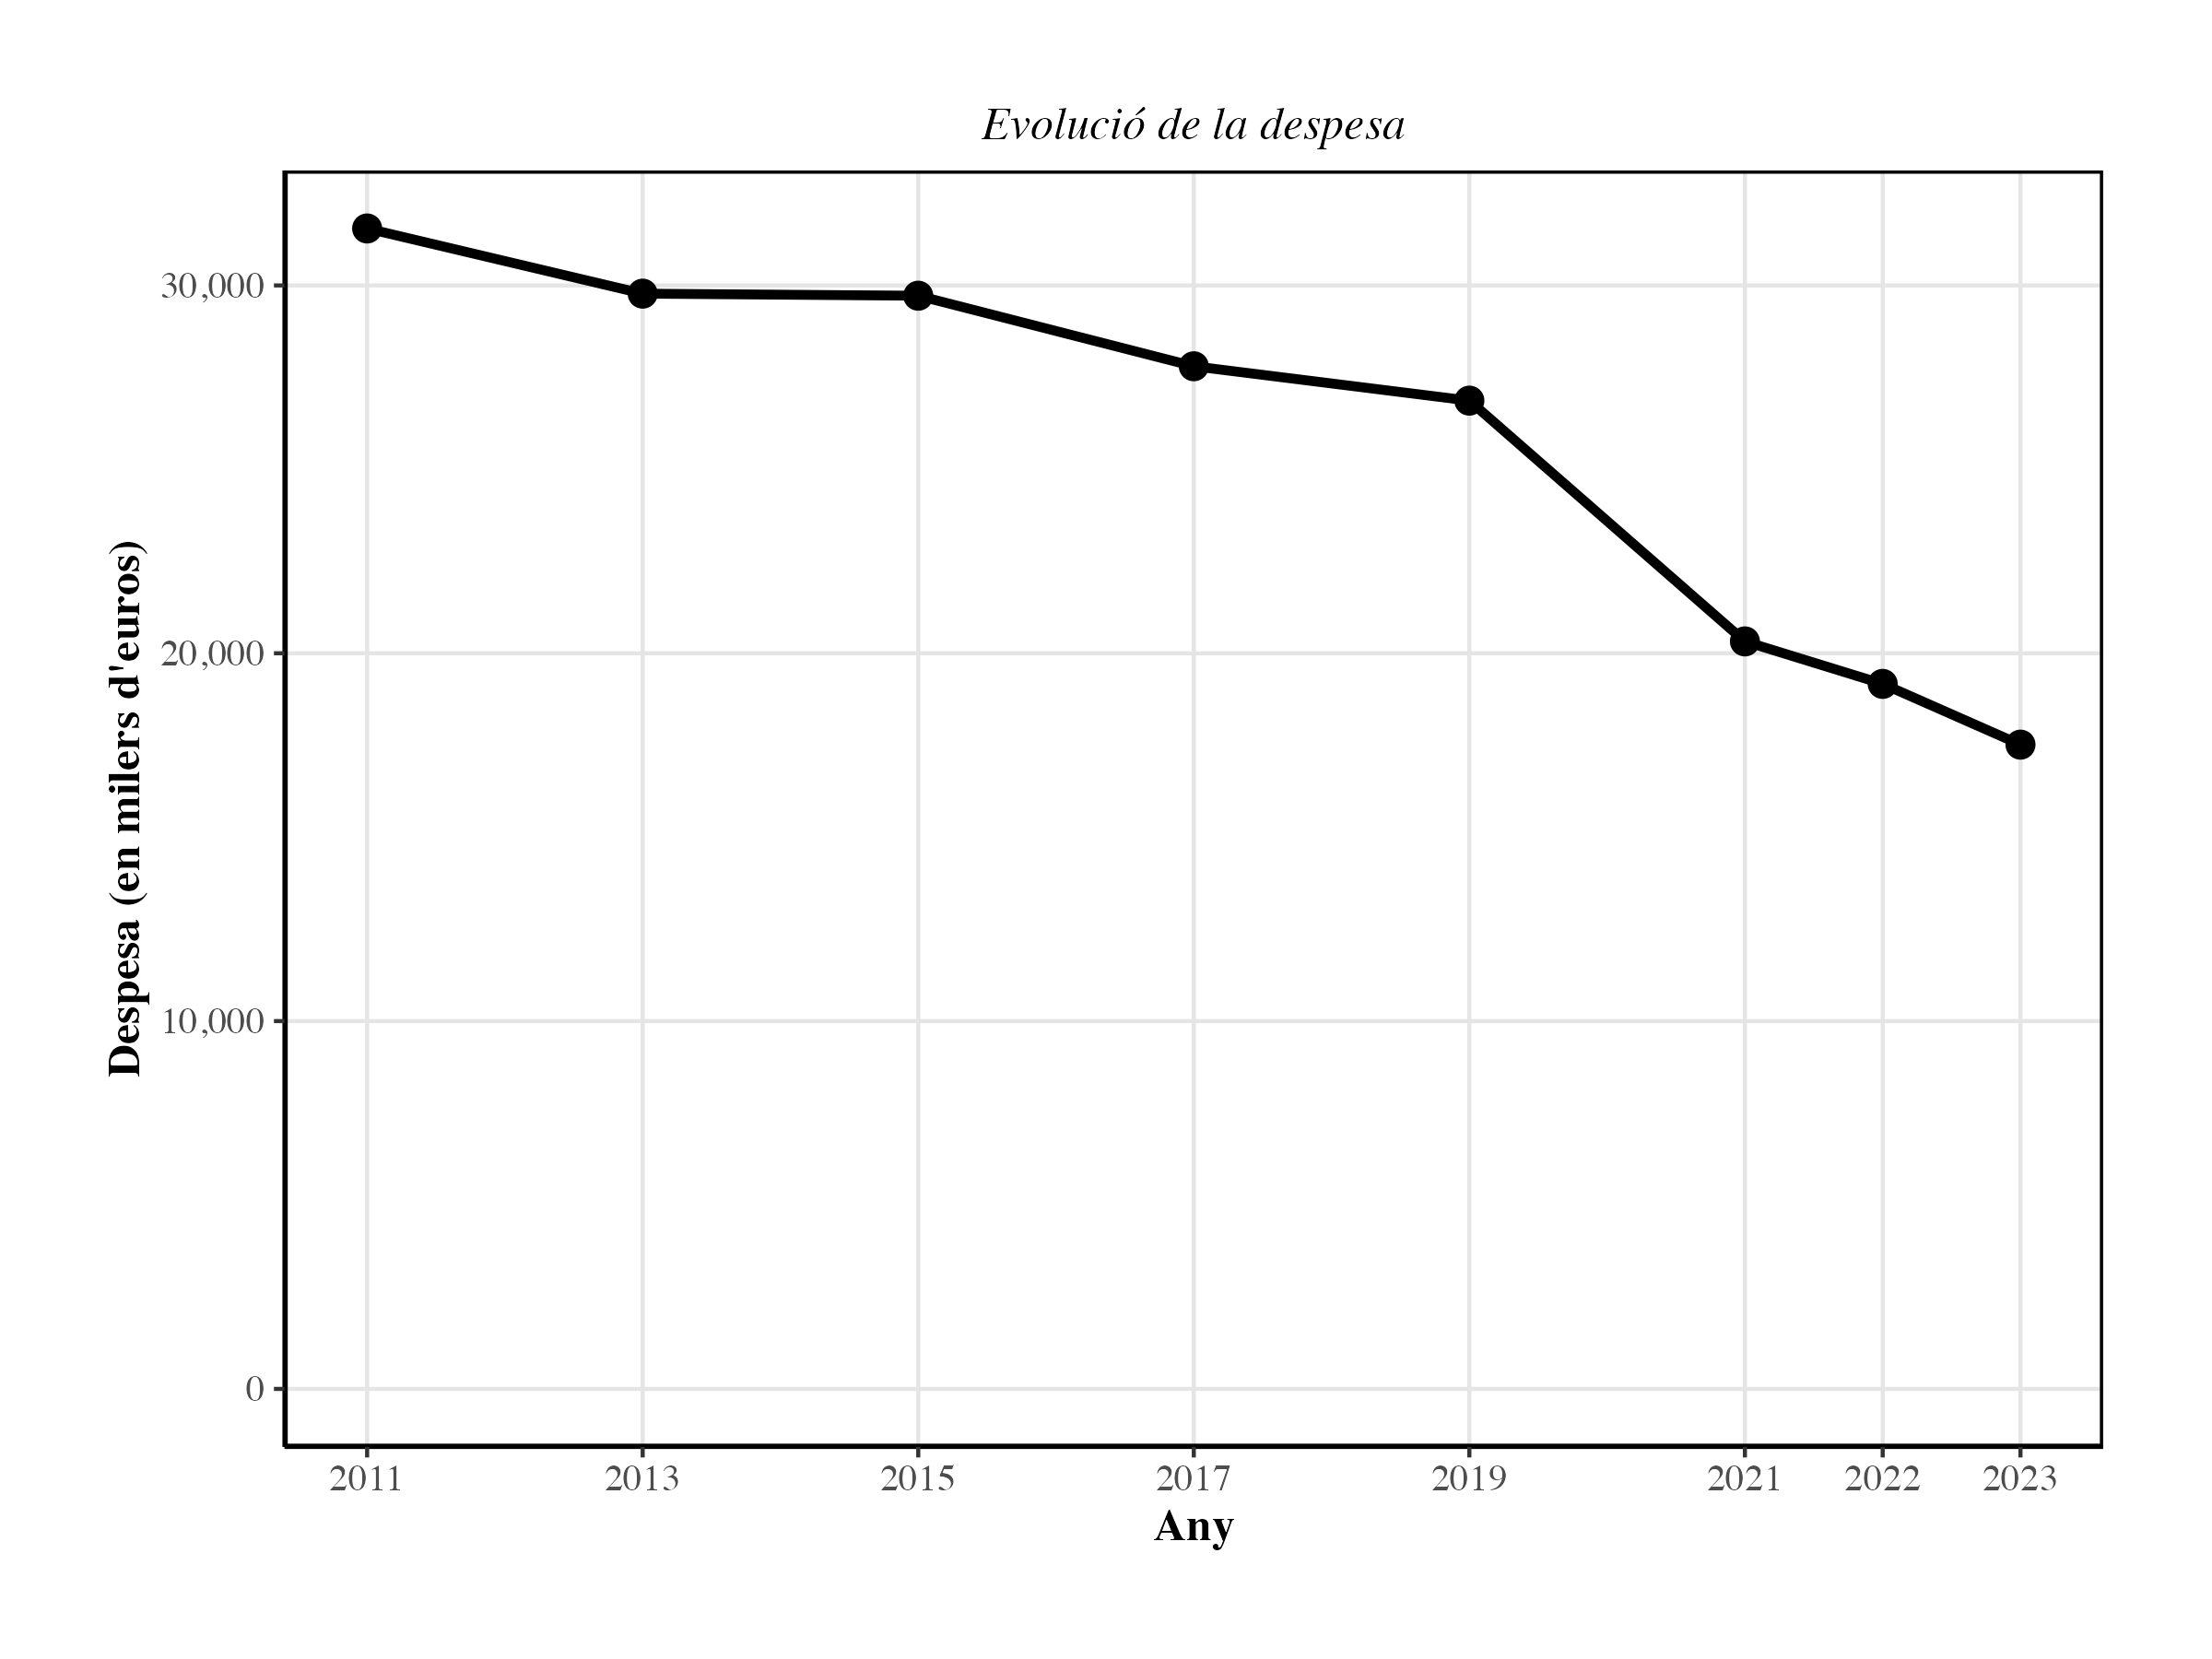 Evolució de la despesa
Despesa (en milers d'euros)
30,000
20,000
10,000
0
2011 2013 2015 2017 2019 2021 2022 2023
Any